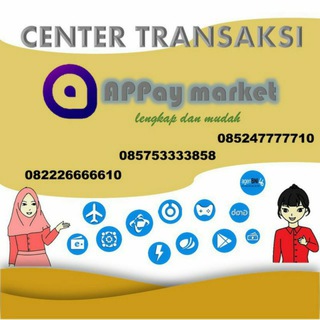 CENTER TRANSAKSI
a APPay market
lengkap dan mudah
085247777710
085753333858
082226666610